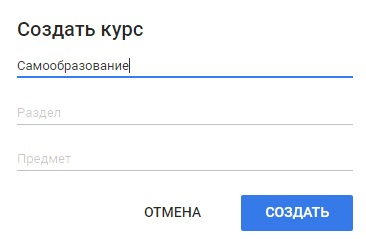 Создать курс
Самообразование
Раздел
Предмет
ОТМЕНА
СОЗДАТЬ